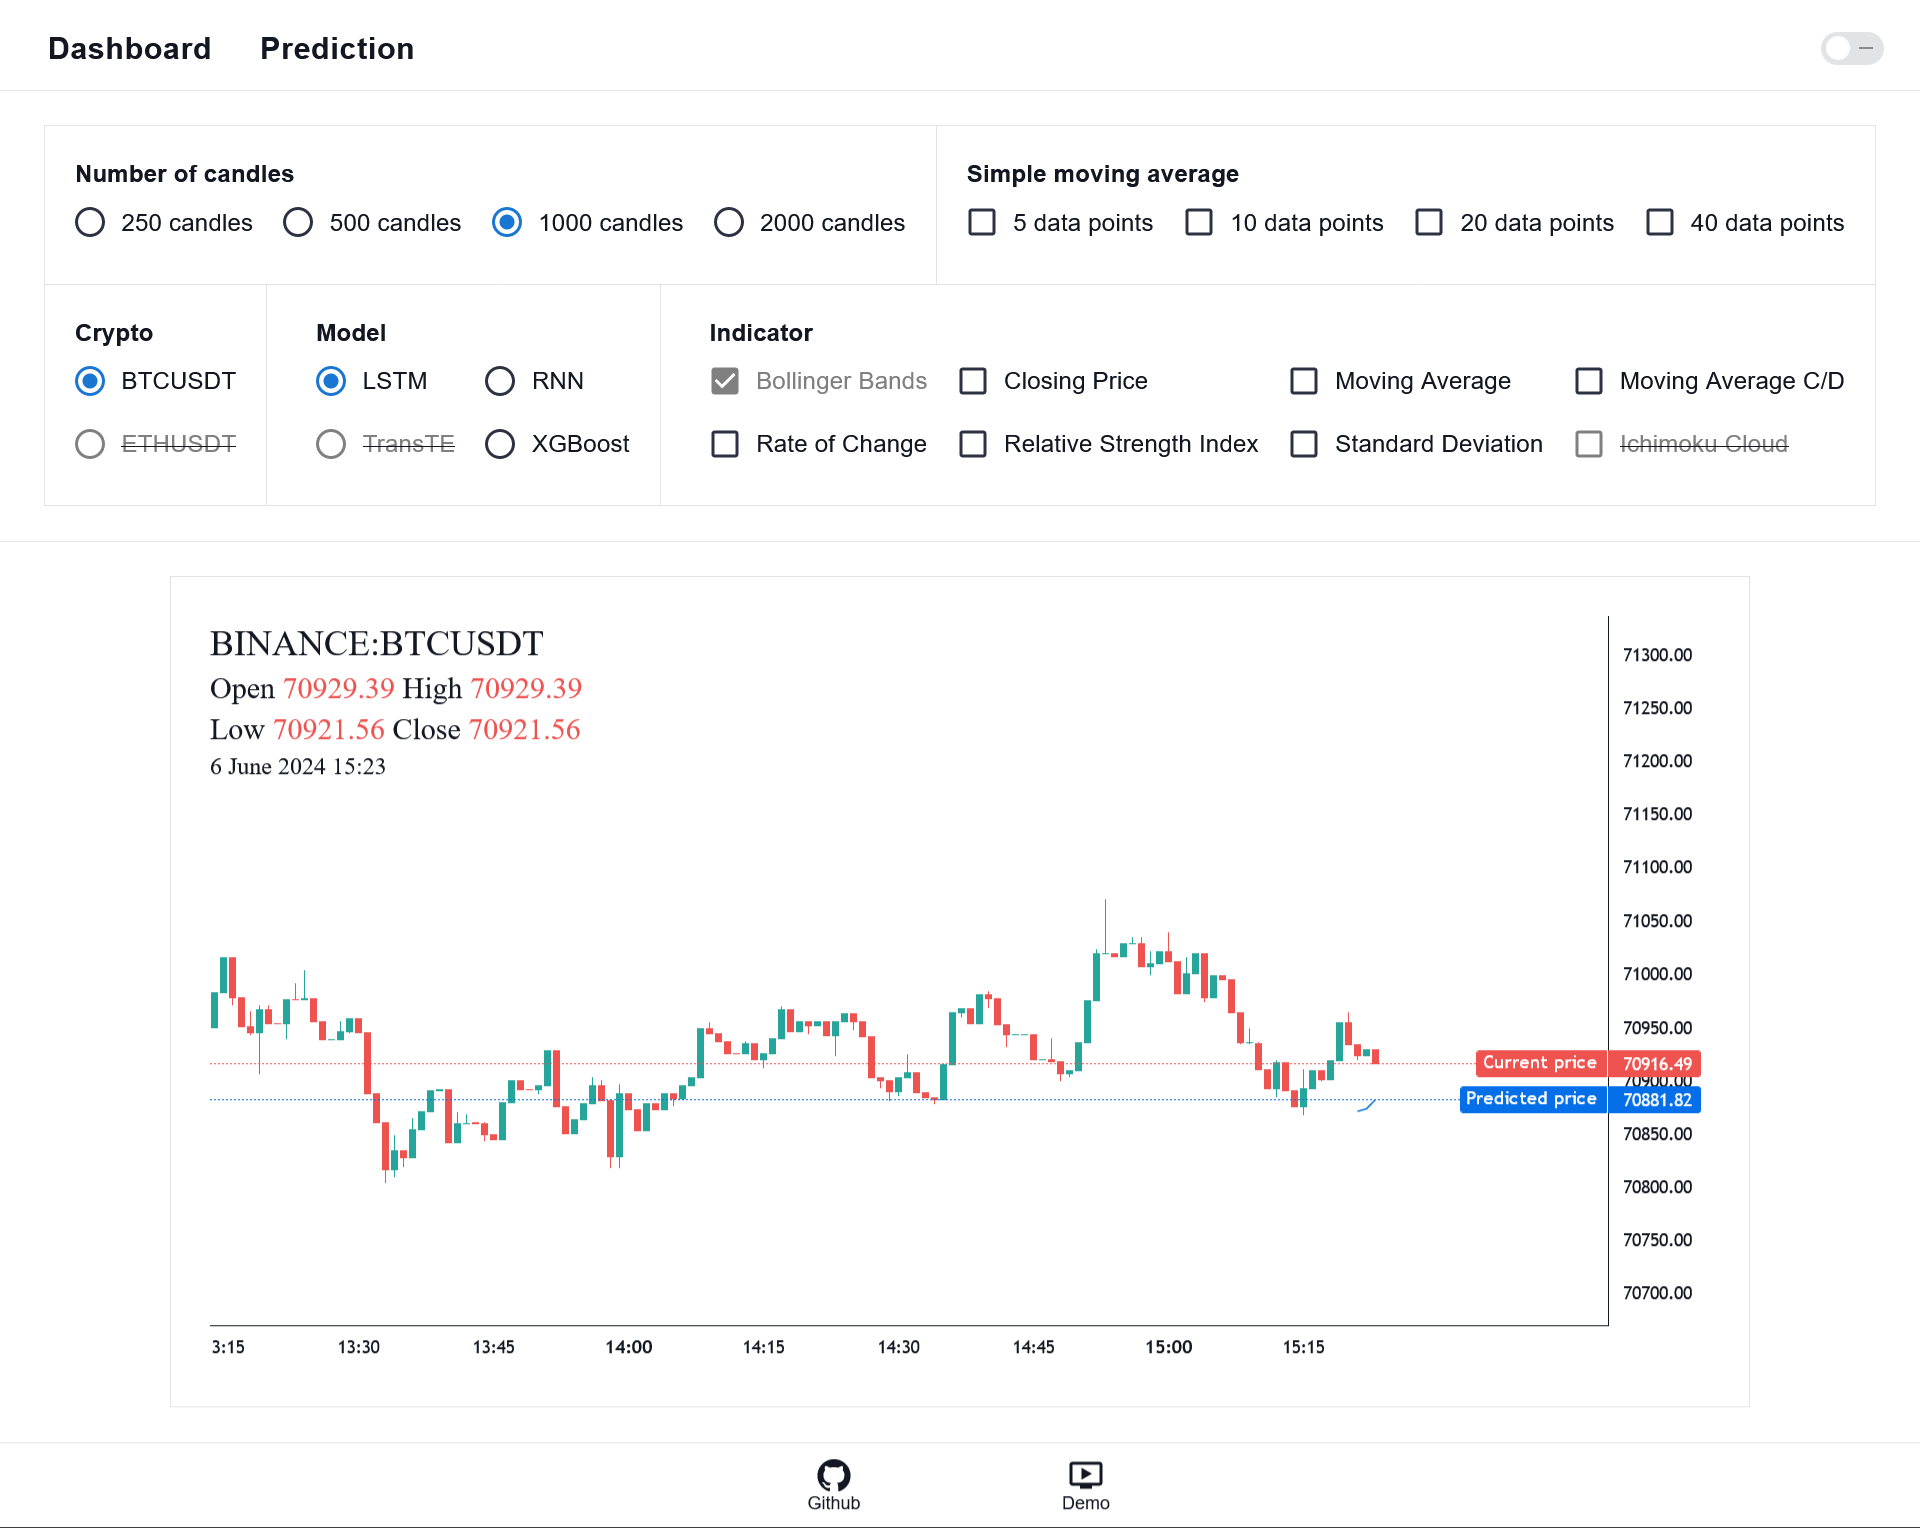 Dashboard Prediction
Number of candles
250 candles 500 candles 1000 candles 2000 candles
Simple moving average
5 data points 10 data points 20 data points 40 data points
Crypto
BTCUSDT
ETHUSDT
Model
LSTM RNN
TransTE XGBoost
Indicator
Bollinger Bands Closing Price Moving Average Moving Average C/D
Rate of Change Relative Strength Index Standard Deviation Ichimoku Cloud
BINANCE:BTCUSDT
Open 70929.39 High 70929.39
Low 70921.56 Close 70921.56
6 June 2024 15:23
71300.00
71250.00
71200.00
71150.00
71100.00
71050.00
71000.00
70950.00
Current price 70916.49
70900.00
Predicted price 70881.82
70850.00
70800.00
70750.00
70700.00
3:15 13:30 13:45 14:00 14:15 14:30 14:45 15:00 15:15
Github Demo